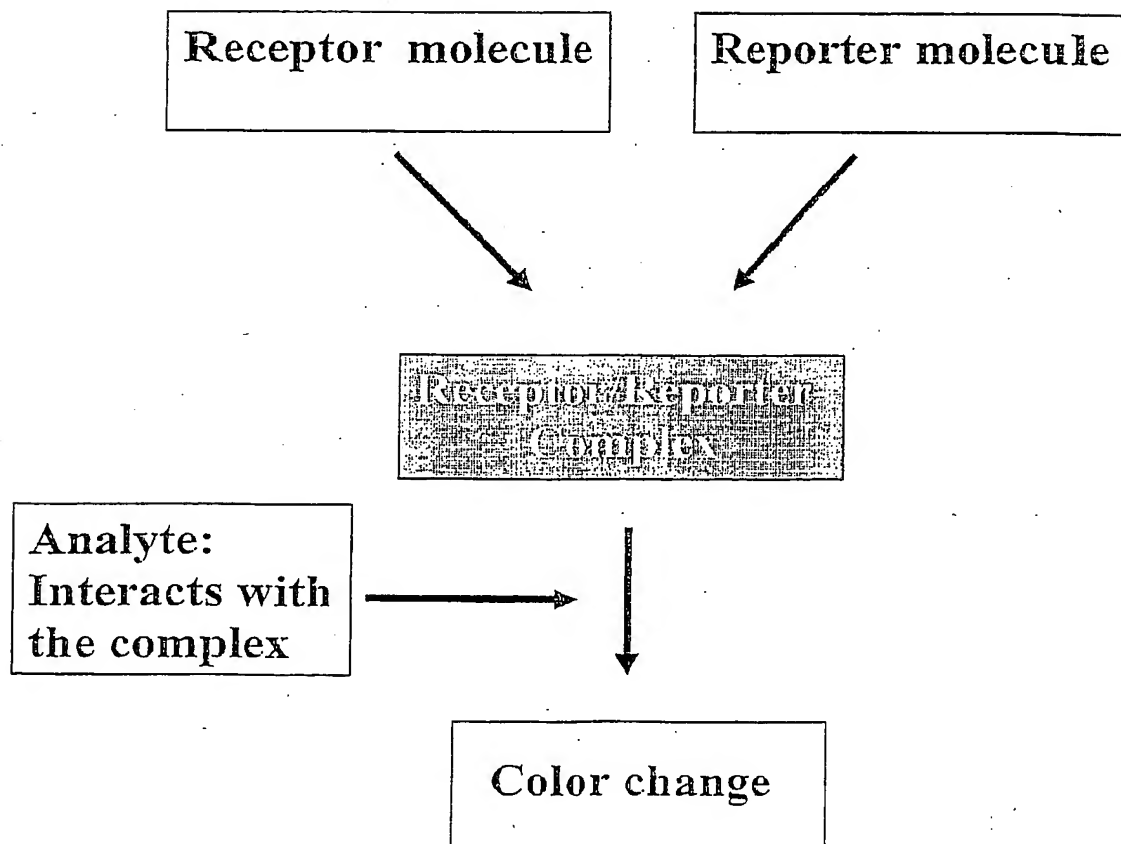 Receptor molecule
Reporter molecule
Receptor/Reporter
Complex
Analyte:
Interacts with
the complex
Color change